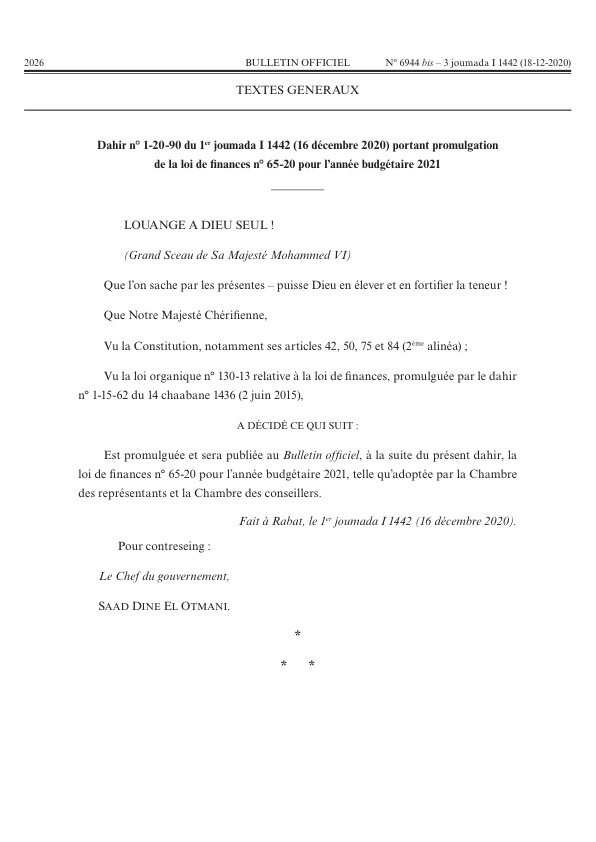 2026 BULLETIN OFFICIEL N° 6944 bis – 3 joumada I 1442 (18-12-2020)
TEXTES GENERAUX
Dahir n° 1-20-90 du 1er joumada I 1442 (16 décembre 2020) portant promulgation
de la loi de finances n° 65-20 pour l’année budgétaire 2021
LOUANGE A DIEU SEUL !
(Grand Sceau de Sa Majesté Mohammed VI)
Que l’on sache par les présentes – puisse Dieu en élever et en fortifier la teneur !
Que Notre Majesté Chérifienne,
Vu la Constitution, notamment ses articles 42, 50, 75 et 84 (2ème alinéa) ;
Vu la loi organique n° 130-13 relative à la loi de finances, promulguée par le dahir
n° 1-15-62 du 14 chaabane 1436 (2 juin 2015),
A DÉCIDÉ CE QUI SUIT :
Est promulguée et sera publiée au Bulletin officiel, à la suite du présent dahir, la
loi de finances n° 65-20 pour l’année budgétaire 2021, telle qu’adoptée par la Chambre
des représentants et la Chambre des conseillers.
Fait à Rabat, le 1er joumada I 1442 (16 décembre 2020).
Pour contreseing :
Le Chef du gouvernement,
SAAD DINE EL OTMANI.
*
* *